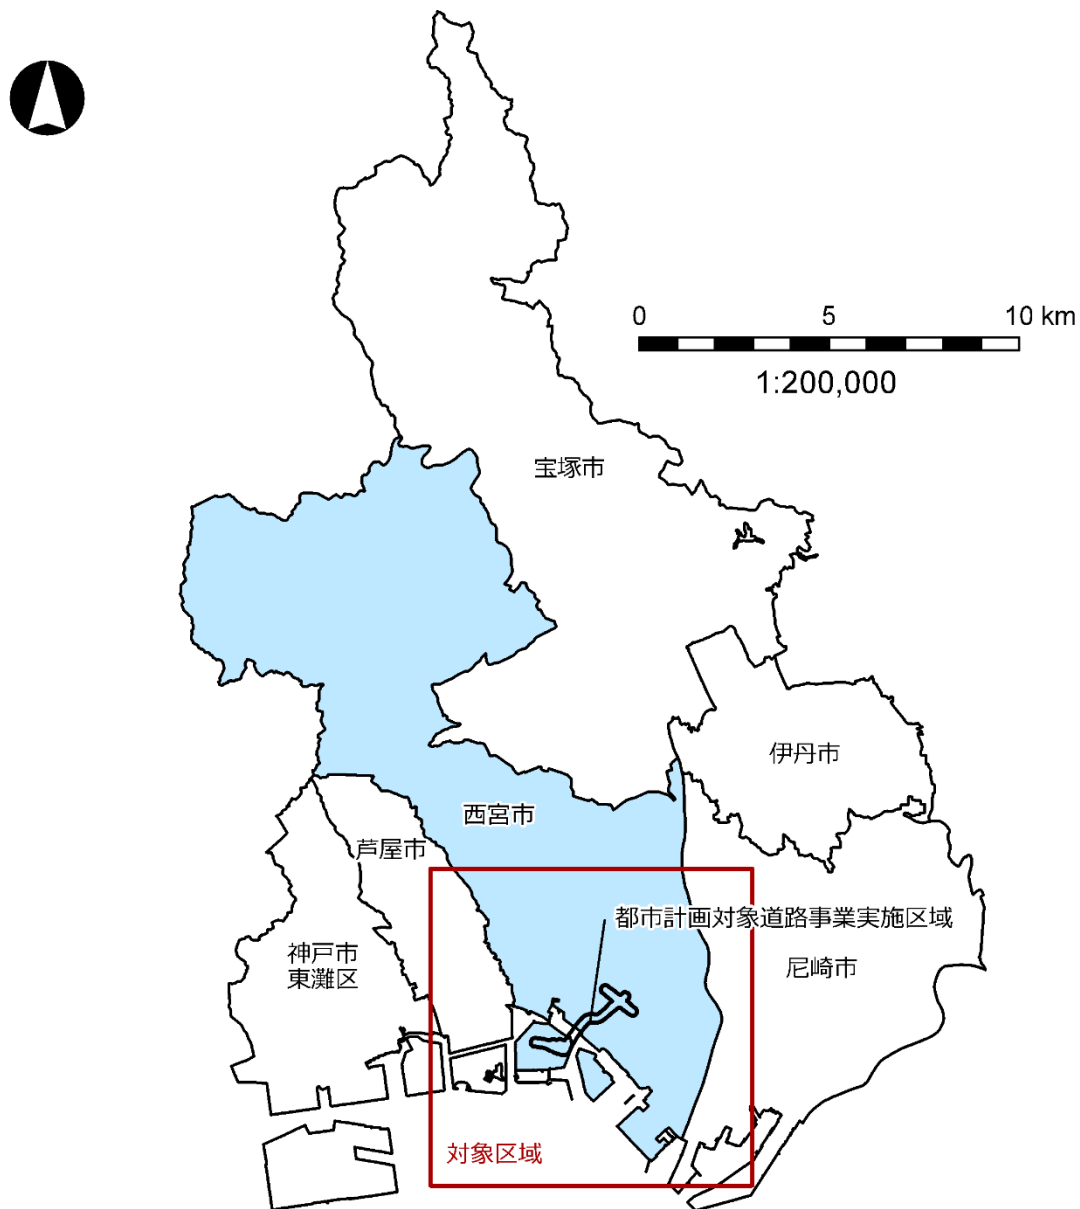 0 5 10 km
1:200,000
宝塚市
伊丹市
西宮市
芦屋市
都市計画対象道路事業実施区域
神戸市
東灘区
尼崎市
対象区域